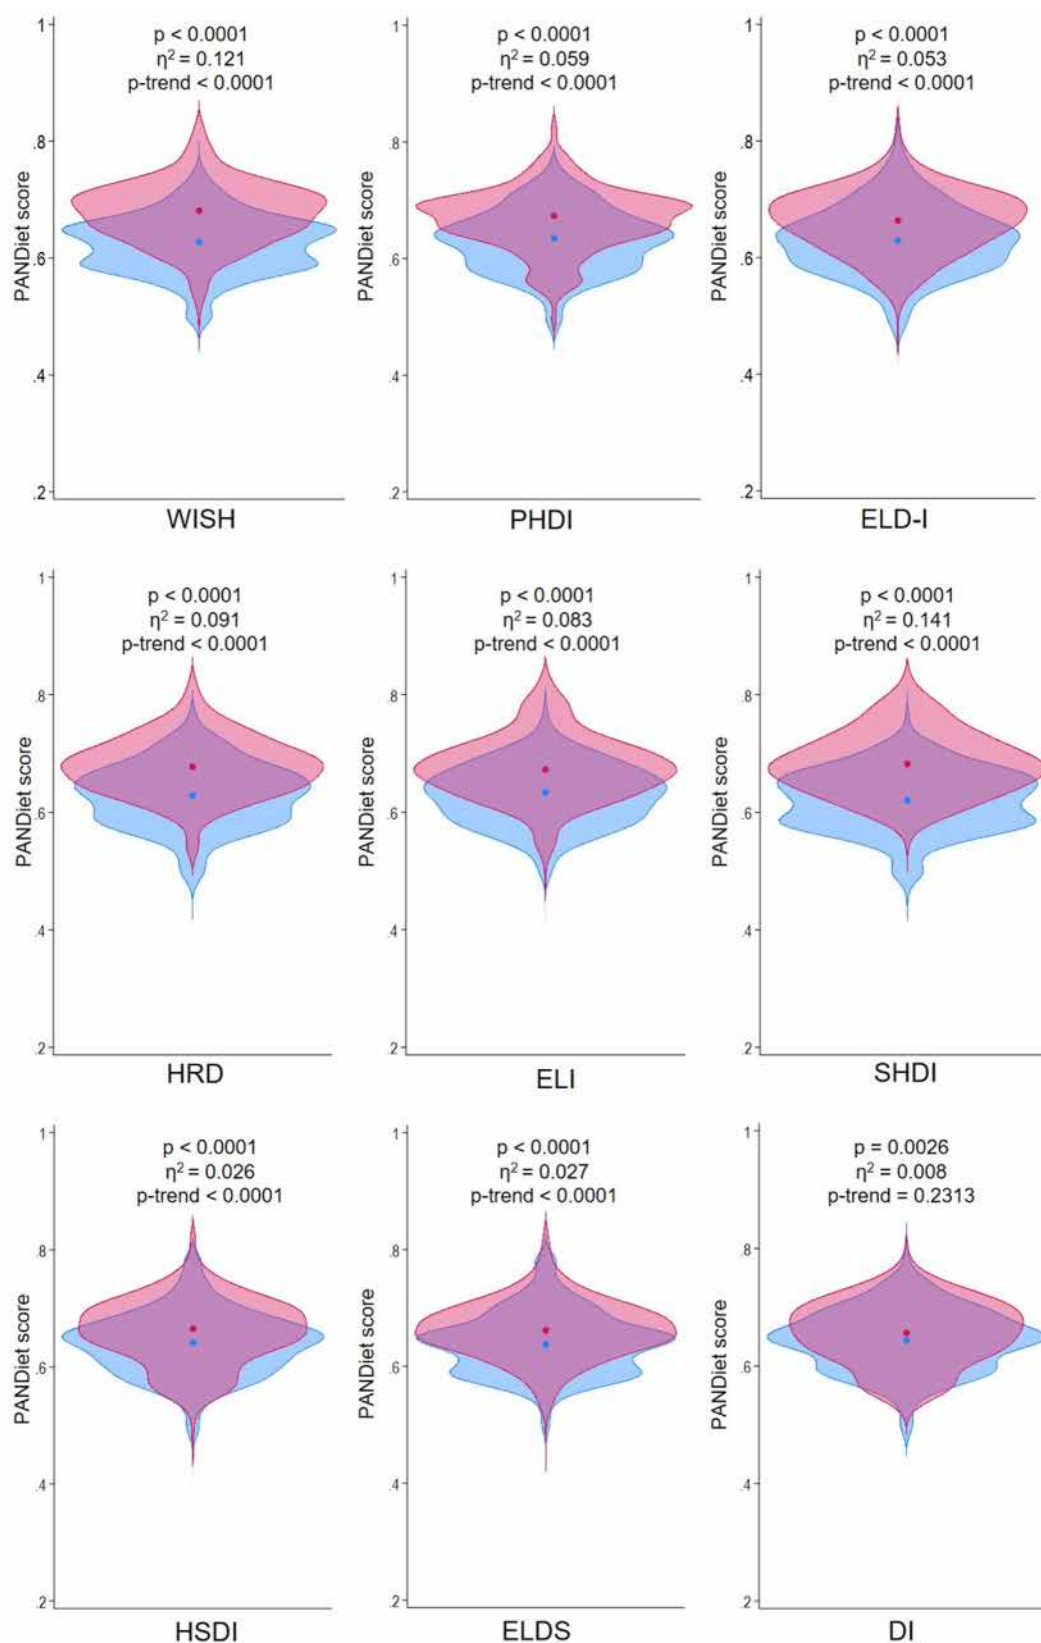 p < 0.0001
η² = 0.121
p-trend < 0.0001
PANDiet score
1
.8
.6
.4
.2
WISH
p < 0.0001
η² = 0.059
p-trend < 0.0001
PANDiet score
1
.8
.6
.4
.2
PHDI
p < 0.0001
η² = 0.053
p-trend < 0.0001
PANDiet score
1
.8
.6
.4
.2
ELD-I
p < 0.0001
η² = 0.091
p-trend < 0.0001
PANDiet score
1
.8
.6
.4
.2
HRD
p < 0.0001
η² = 0.083
p-trend < 0.0001
PANDiet score
1
.8
.6
.4
.2
ELI
p < 0.0001
η² = 0.141
p-trend < 0.0001
PANDiet score
1
.8
.6
.4
.2
SHDI
p < 0.0001
η² = 0.026
p-trend < 0.0001
PANDiet score
1
.8
.6
.4
.2
HSDI
p < 0.0001
η² = 0.027
p-trend < 0.0001
PANDiet score
1
.8
.6
.4
.2
ELDS
p = 0.0026
η² = 0.008
p-trend = 0.2313
PANDiet score
1
.8
.6
.4
.2
DI